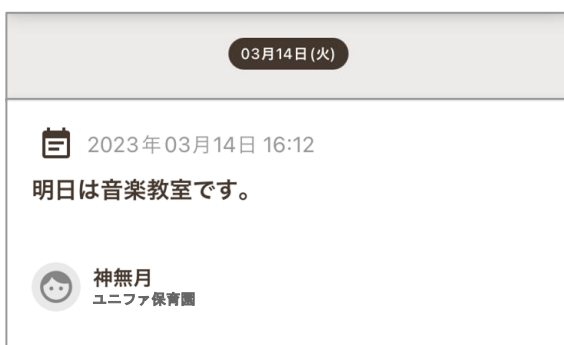 03月14日(火)
2023年03月14日 16:12
明日は音楽教室です。
神無月
ユニファ保育園